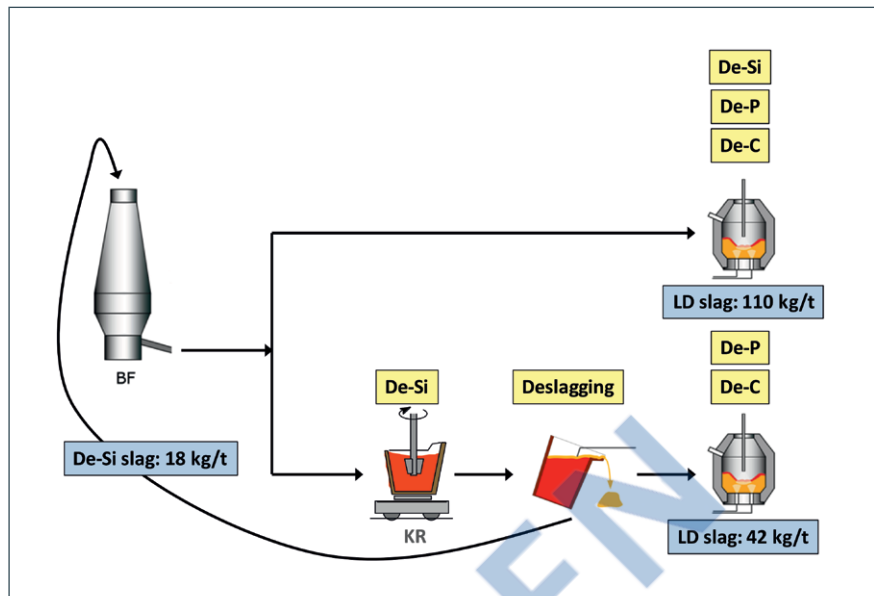 De-Si
De-P
De-C
LD slag: 110 kg/t
BF
De-P
De-Si
Deslagging
De-C
De-Si slag: 18 kg/t
KR
LD slag: 42 kg/t